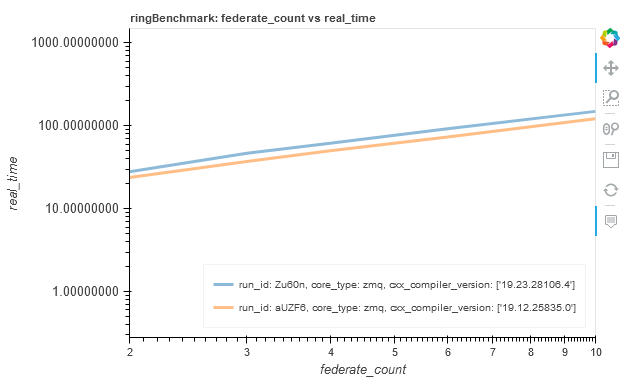 ringBenchmark: federate_count vs real_time
1000.00000000
100.00000000
10.00000000
1.00000000
real_time
run_id: Zu60n, core_type: zmq, cxx_compiler_version: ['19.23.28106.4']
run_id: aUZF6, core_type: zmq, cxx_compiler_version: ['19.12.25835.0']
2 3 4 5 6 7 8 9 10
federate_count